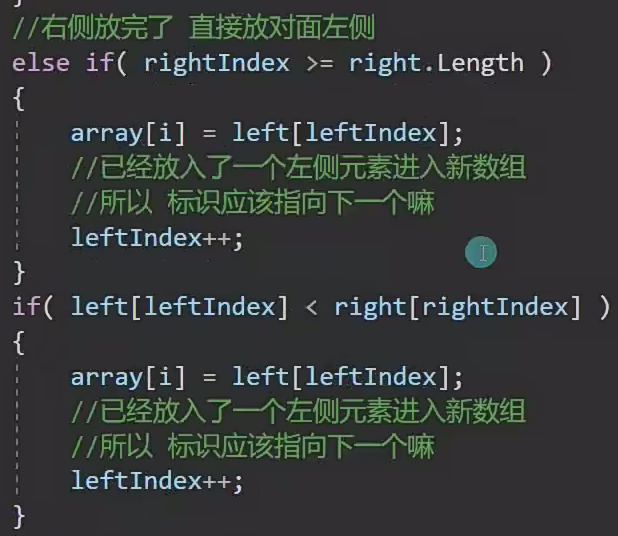 }
//右侧放完了 直接放对面左侧
else if( rightIndex >= right.Length )
{
array[i] = left[leftIndex];
//已经放入了一个左侧元素进入新数组
//所以 标识应该指向下一个嘛
leftIndex++;
}
if( left[leftIndex] < right[rightIndex] )
{
array[i] = left[leftIndex];
//已经放入了一个左侧元素进入新数组
//所以 标识应该指向下一个嘛
leftIndex++;
}